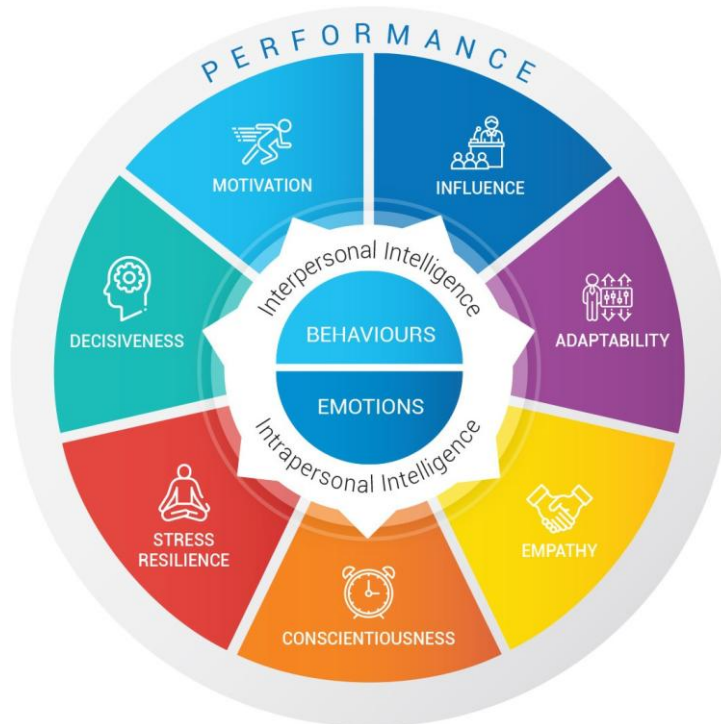 PERFORMANCE
MOTIVATION
INFLUENCE
DECISIVENESS
ADAPTABILITY
Interpersonal Intelligence
BEHAVIOURS
EMOTIONS
Intrapersonal Intelligence
STRESS
RESILIENCE
EMPATHY
CONSCIENTIOUSNESS